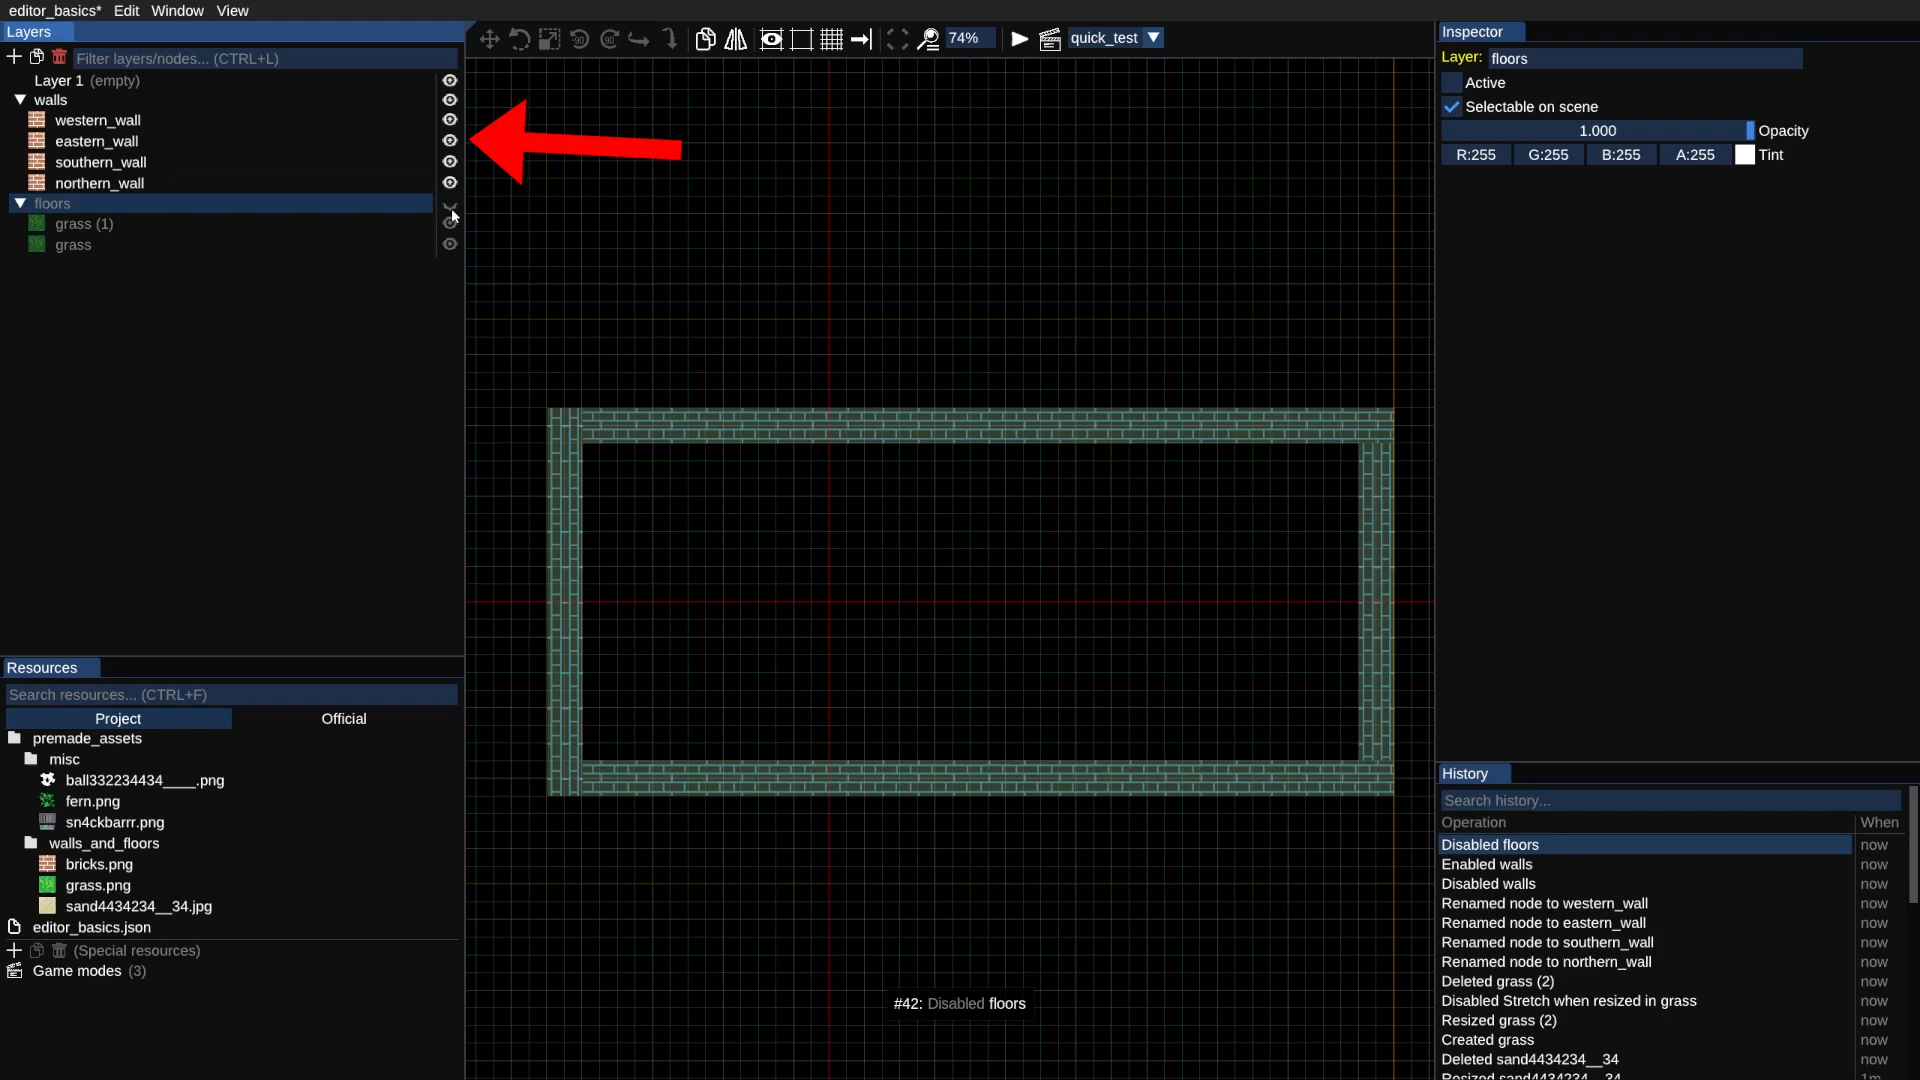 editor_basics* Edit Window View
Layers
Filter layers/nodes... (CTRL+L)
Layer 1 (empty)
walls
western_wall
eastern_wall
southern_wall
northern_wall
floors
grass (1)
grass
-90 90 74% quick_test
Inspector
Layer: floors
Active
Selectable on scene
1.000 Opacity
R:255 G:255 B:255 A:255 Tint
Resources
Search resources... (CTRL+F)
Project Official
premade_assets
misc
ball332234434____.png
fern.png
sn4ckbarrr.png
walls_and_floors
bricks.png
grass.png
sand4434234__34.jpg
editor_basics.json
(Special resources)
Game modes (3)
#42: Disabled floors
History
Search history...
Operation When
Disabled floors now
Enabled walls now
Disabled walls now
Renamed node to western_wall now
Renamed node to eastern_wall now
Renamed node to southern_wall now
Renamed node to northern_wall now
Deleted grass (2) now
Disabled Stretch when resized in grass now
Resized grass (2) now
Created grass now
Deleted sand4434234__34 now
Resized sand4434234__34 1m